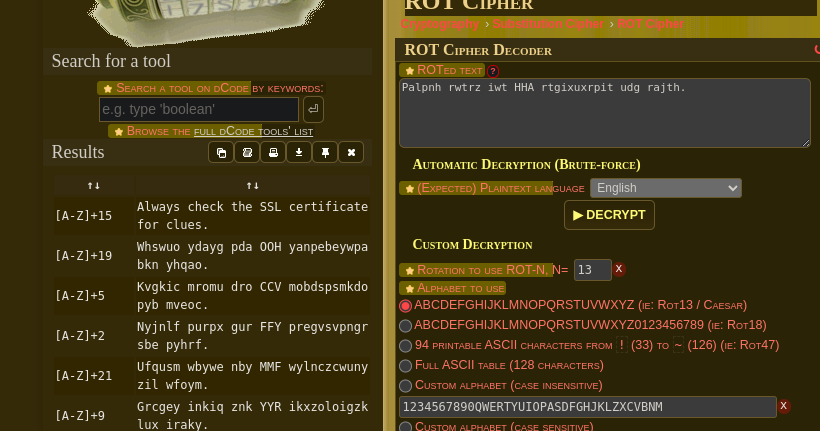 Search for a tool
Search a tool on dCode by keywords:
e.g. type 'boolean'
Browse the full dCode tools' list
Results
↑↓ ↑↓
[A-Z]+15 Always check the SSL certificate
for clues.
[A-Z]+19 Whswuo ydayg pda OOH yanpebeywpa
bkn yhqao.
[A-Z]+5 Kvgkic mromu dro CCV mobdspsmkdo
pyb mveoc.
[A-Z]+2 Nyjnlf purpx gur FFY pregvsvpngr
sbe pyhrf.
[A-Z]+21 Ufqusm wbywe nby MMF wylnczcwuny
zil wfoym.
[A-Z]+9 Grcgey inkiq znk YYR ikxzoloigzk
lux iraky.
ROT Cipher
Cryptography › Substitution Cipher › ROT Cipher
ROT Cipher Decoder
ROTed text ?
Palpnh rwtrz iwt HHA rtgixuxrpit udg rajth.
Automatic Decryption (Brute-force)
(Expected) Plaintext language English
▶ DECRYPT
Custom Decryption
Rotation to use ROT-N, N= 13 X
Alphabet to use
ABCDEFGHIJKLMNOPQRSTUVWXYZ (ie: Rot13 / Caesar)
ABCDEFGHIJKLMNOPQRSTUVWXYZ0123456789 (ie: Rot18)
94 printable ASCII characters from ! (33) to ~ (126) (ie: Rot47)
Full ASCII table (128 characters)
Custom alphabet (case insensitive)
1234567890QWERTYUIOPASDFGHJKLZXCVBNM X
Custom alphabet (case sensitive)